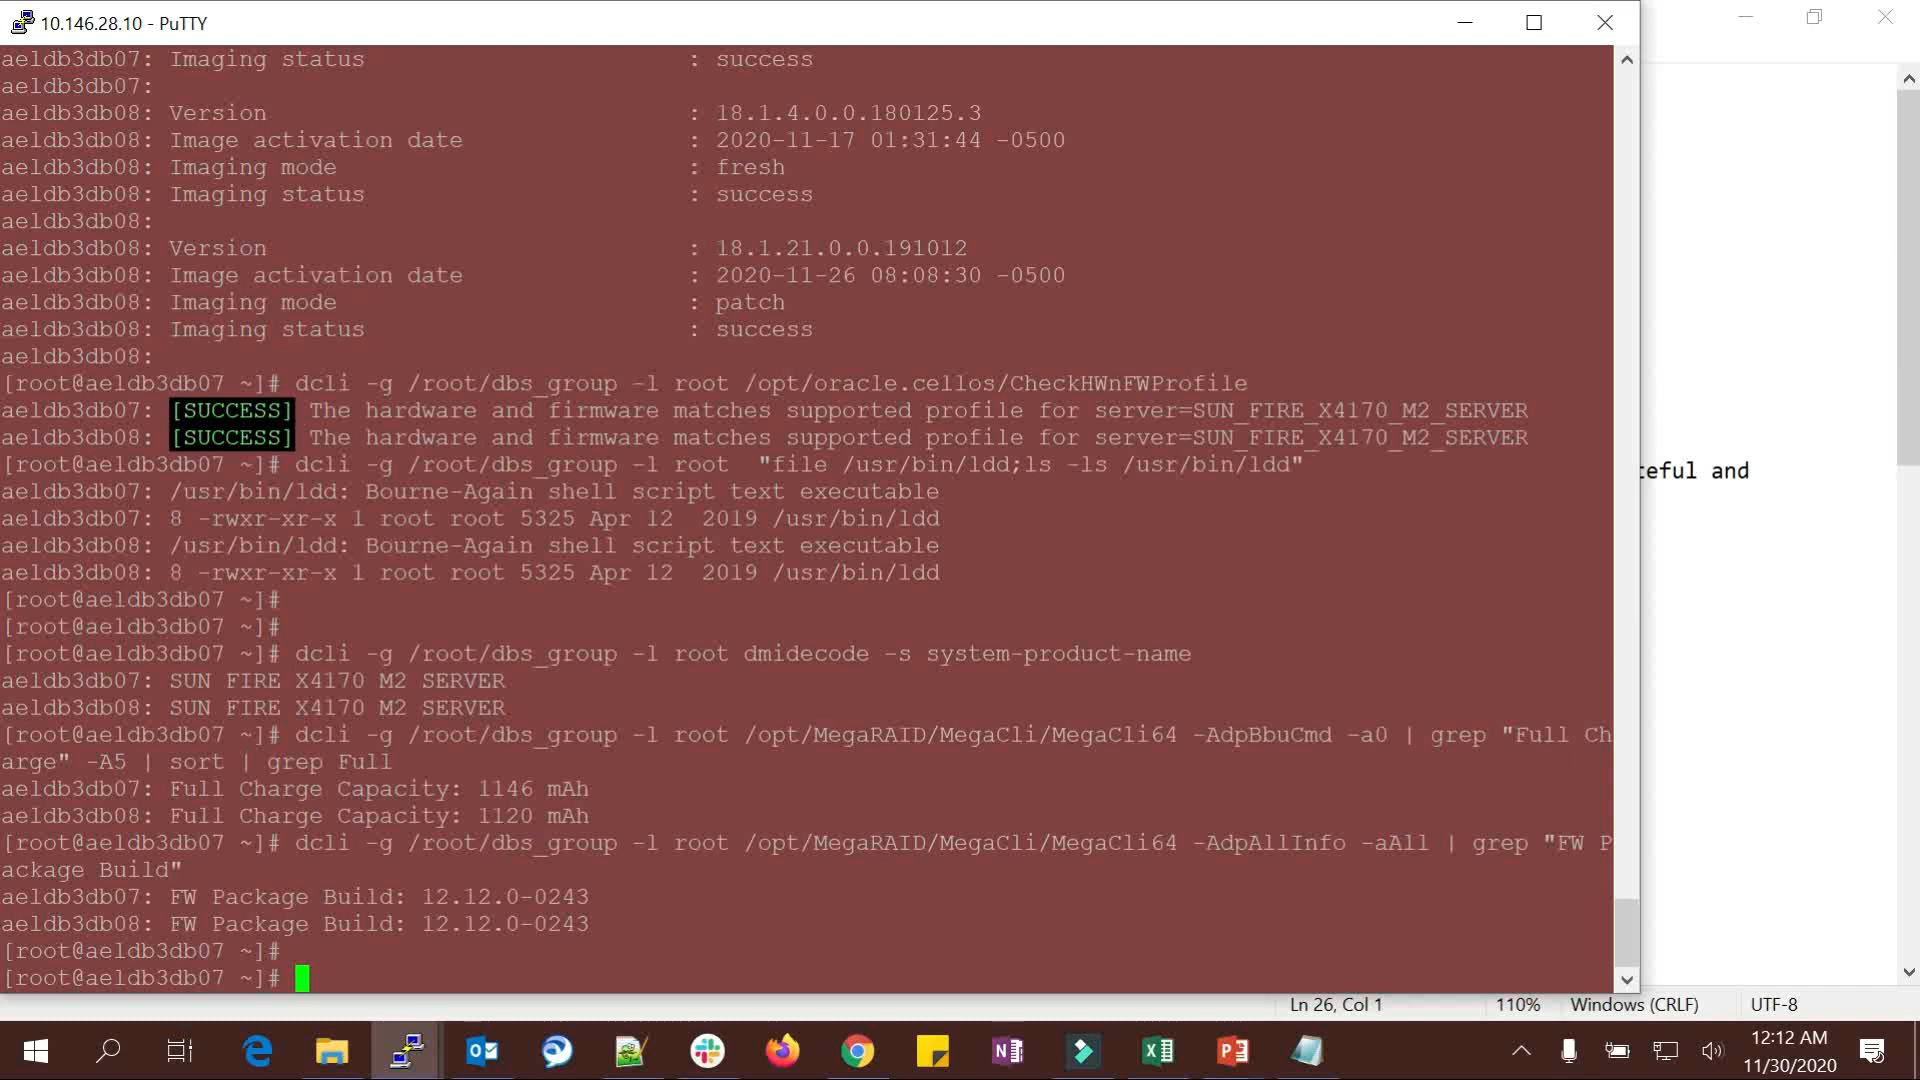 10.146.28.10 - PuTTY
aeldb3db07: Imaging status : success
aeldb3db07:
aeldb3db08: Version : 18.1.4.0.0.180125.3
aeldb3db08: Image activation date : 2020-11-17 01:31:44 -0500
aeldb3db08: Imaging mode : fresh
aeldb3db08: Imaging status : success
aeldb3db08:
aeldb3db08: Version : 18.1.21.0.0.191012
aeldb3db08: Image activation date : 2020-11-26 08:08:30 -0500
aeldb3db08: Imaging mode : patch
aeldb3db08: Imaging status : success
aeldb3db08:
[root@aeldb3db07 ~]# dcli -g /root/dbs_group -l root /opt/oracle.cellos/CheckHWnFWProfile
aeldb3db07: [SUCCESS] The hardware and firmware matches supported profile for server=SUN_FIRE_X4170_M2_SERVER
aeldb3db08: [SUCCESS] The hardware and firmware matches supported profile for server=SUN_FIRE_X4170_M2_SERVER
[root@aeldb3db07 ~]# dcli -g /root/dbs_group -l root  "file /usr/bin/ldd;ls -ls /usr/bin/ldd"
aeldb3db07: /usr/bin/ldd: Bourne-Again shell script text executable
aeldb3db07: 8 -rwxr-xr-x 1 root root 5325 Apr 12  2019 /usr/bin/ldd
aeldb3db08: /usr/bin/ldd: Bourne-Again shell script text executable
aeldb3db08: 8 -rwxr-xr-x 1 root root 5325 Apr 12  2019 /usr/bin/ldd
[root@aeldb3db07 ~]#
[root@aeldb3db07 ~]#
[root@aeldb3db07 ~]# dcli -g /root/dbs_group -l root dmidecode -s system-product-name
aeldb3db07: SUN FIRE X4170 M2 SERVER
aeldb3db08: SUN FIRE X4170 M2 SERVER
[root@aeldb3db07 ~]# dcli -g /root/dbs_group -l root /opt/MegaRAID/MegaCli/MegaCli64 -AdpBbuCmd -a0 | grep "Full Ch
arge" -A5 | sort | grep Full
aeldb3db07: Full Charge Capacity: 1146 mAh
aeldb3db08: Full Charge Capacity: 1120 mAh
[root@aeldb3db07 ~]# dcli -g /root/dbs_group -l root /opt/MegaRAID/MegaCli/MegaCli64 -AdpAllInfo -aAll | grep "FW P
ackage Build"
aeldb3db07: FW Package Build: 12.12.0-0243
aeldb3db08: FW Package Build: 12.12.0-0243
[root@aeldb3db07 ~]#
[root@aeldb3db07 ~]#
teful and
Ln 26, Col 1 110% Windows (CRLF) UTF-8
12:12 AM
11/30/2020